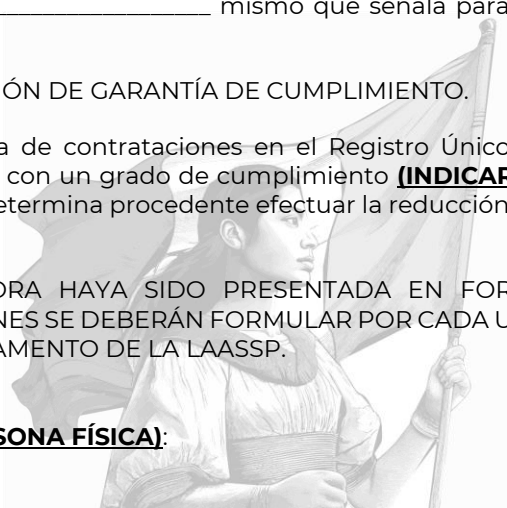 ____________________ mismo que señala para
ÓN DE GARANTÍA DE CUMPLIMIENTO.
a de contrataciones en el Registro Único
con un grado de cumplimiento (INDICAR
etermina procedente efectuar la reducción
ORA HAYA SIDO PRESENTADA EN FOR
NES SE DEBERÁN FORMULAR POR CADA U
AMENTO DE LA LAASSP.
SONA FÍSICA):